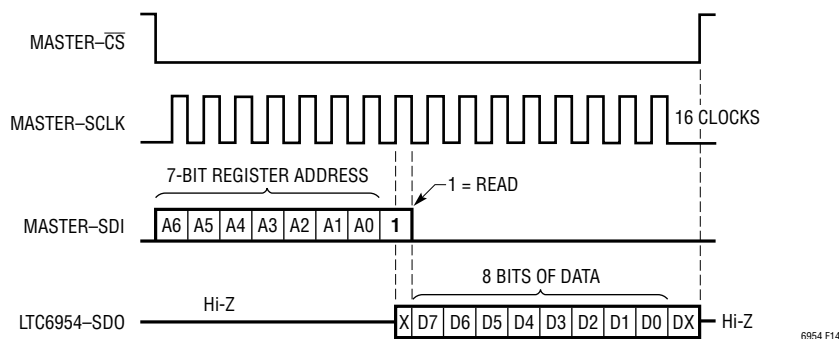 MASTER–CS
MASTER–SCLK
16 CLOCKS
7-BIT REGISTER ADDRESS
1 = READ
MASTER–SDI
A6 A5 A4 A3 A2 A1 A0 1
8 BITS OF DATA
Hi-Z
LTC6954–SDO
X D7 D6 D5 D4 D3 D2 D1 D0 DX
Hi-Z
6954 F14